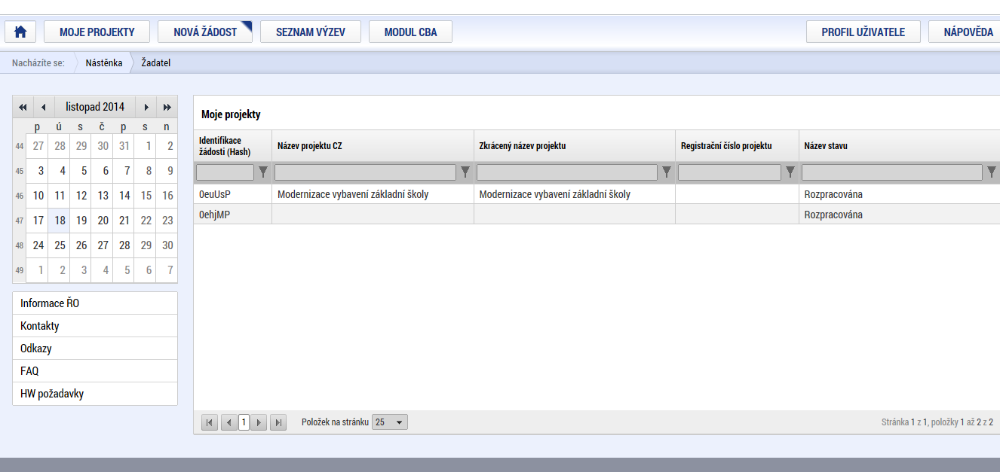 MOJE PROJEKTY NOVÁ ŽÁDOST SEZNAM VÝZEV MODUL CBA PROFIL UŽIVATELE NÁPOVĚDA
Nacházíte se: Nástěnka Žadatel
listopad 2014
p ú s č p s n
44 27 28 29 30 31 1 2
45 3 4 5 6 7 8 9
46 10 11 12 13 14 15 16
47 17 18 19 20 21 22 23
48 24 25 26 27 28 29 30
49 1 2 3 4 5 6 7
Informace ŘO
Kontakty
Odkazy
FAQ
HW požadavky
Moje projekty
Identifikace
žádosti (Hash) Název projektu CZ Zkrácený název projektu Registrační číslo projektu Název stavu
0euUsP Modernizace vybavení základní školy Modernizace vybavení základní školy Rozpracována
0ehjMP Rozpracována
1 Položek na stránku 25 Stránka 1 z 1, položky 1 až 2 z 2